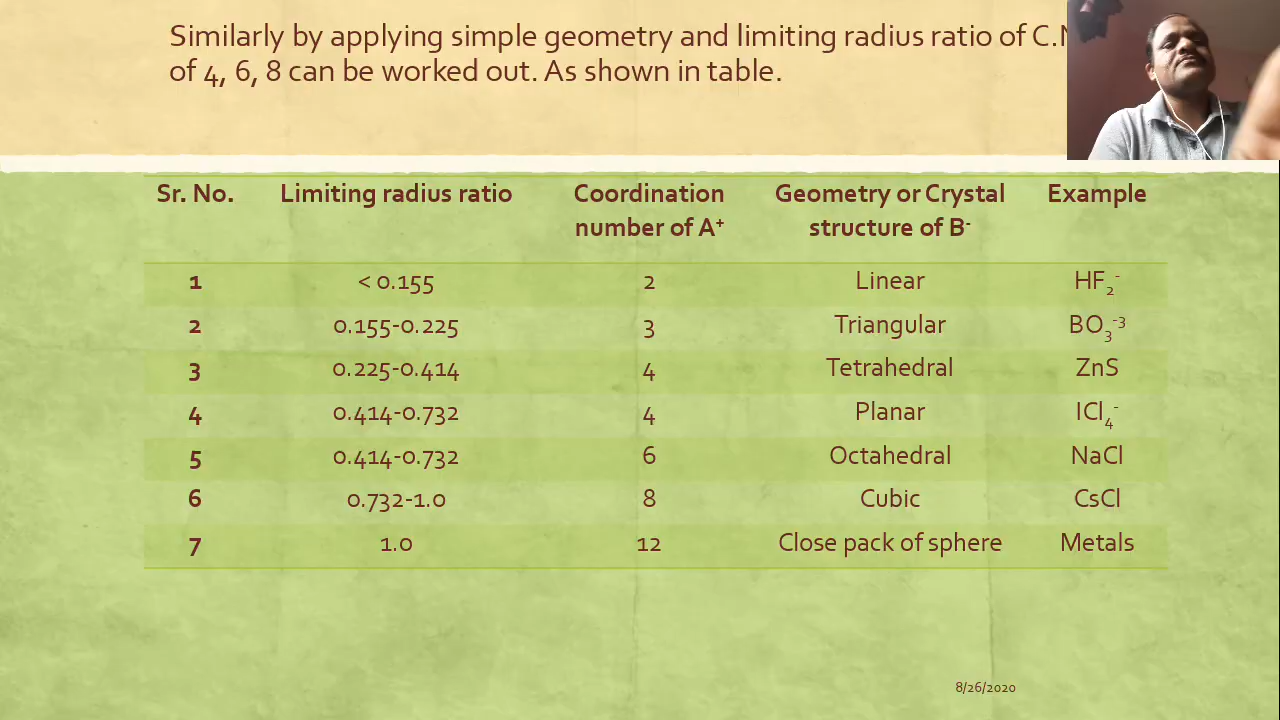 Similarly by applying simple geometry and limiting radius ratio of
of 4, 6, 8 can be worked out. As shown in table.
Sr. No. Limiting radius ratio Coordination number of A⁺ Geometry or Crystal structure of B⁻ Example
1 < 0.155 2 Linear HF₂⁻
2 0.155-0.225 3 Triangular BO₃⁻³
3 0.225-0.414 4 Tetrahedral ZnS
4 0.414-0.732 4 Planar ICl₄⁻
5 0.414-0.732 6 Octahedral NaCl
6 0.732-1.0 8 Cubic CsCl
7 1.0 12 Close pack of sphere Metals
8/26/2020